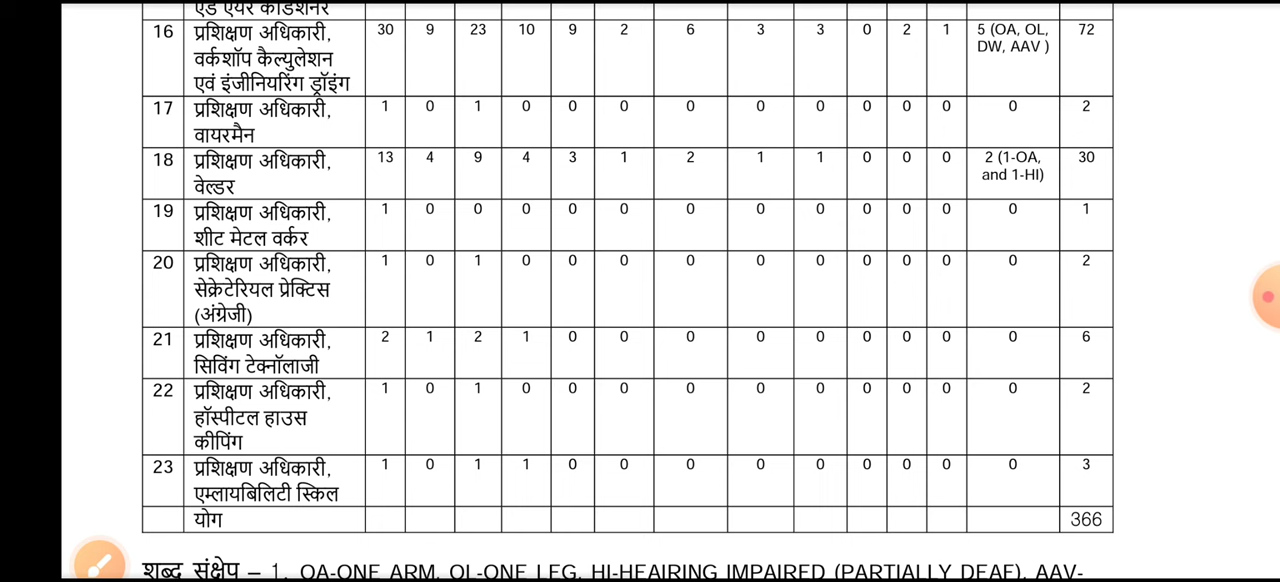 एंड एयर कंडिशनर
16 प्रशिक्षण अधिकारी, 30 9 23 10 9 2 6 3 3 0 2 1 5 (OA, OL, 72
वर्कशॉप कैल्युलेशन DW, AAV )
एवं इंजीनियरिंग ड्रॉइंग
17 प्रशिक्षण अधिकारी, 1 0 1 0 0 0 0 0 0 0 0 0 0 2
वायरमैन
18 प्रशिक्षण अधिकारी, 13 4 9 4 3 1 2 1 1 0 0 0 2 (1-OA, 30
वेल्डर and 1-HI)
19 प्रशिक्षण अधिकारी, 1 0 0 0 0 0 0 0 0 0 0 0 0 1
शीट मेटल वर्कर
20 प्रशिक्षण अधिकारी, 1 0 1 0 0 0 0 0 0 0 0 0 0 2
सेक्रेटेरियल प्रेक्टिस
(अंग्रेजी)
21 प्रशिक्षण अधिकारी, 2 1 2 1 0 0 0 0 0 0 0 0 0 6
सिविंग टेक्नॉलाजी
22 प्रशिक्षण अधिकारी, 1 0 1 0 0 0 0 0 0 0 0 0 0 2
हॉस्पीटल हाउस
कीपिंग
23 प्रशिक्षण अधिकारी, 1 0 1 1 0 0 0 0 0 0 0 0 0 3
एम्लायबिलिटी स्किल
योग 366
शब्द संक्षेप – 1. OA-ONE ARM, OL-ONE LEG, HI-HEAIRING IMPAIRED (PARTIALLY DEAF), AAV-